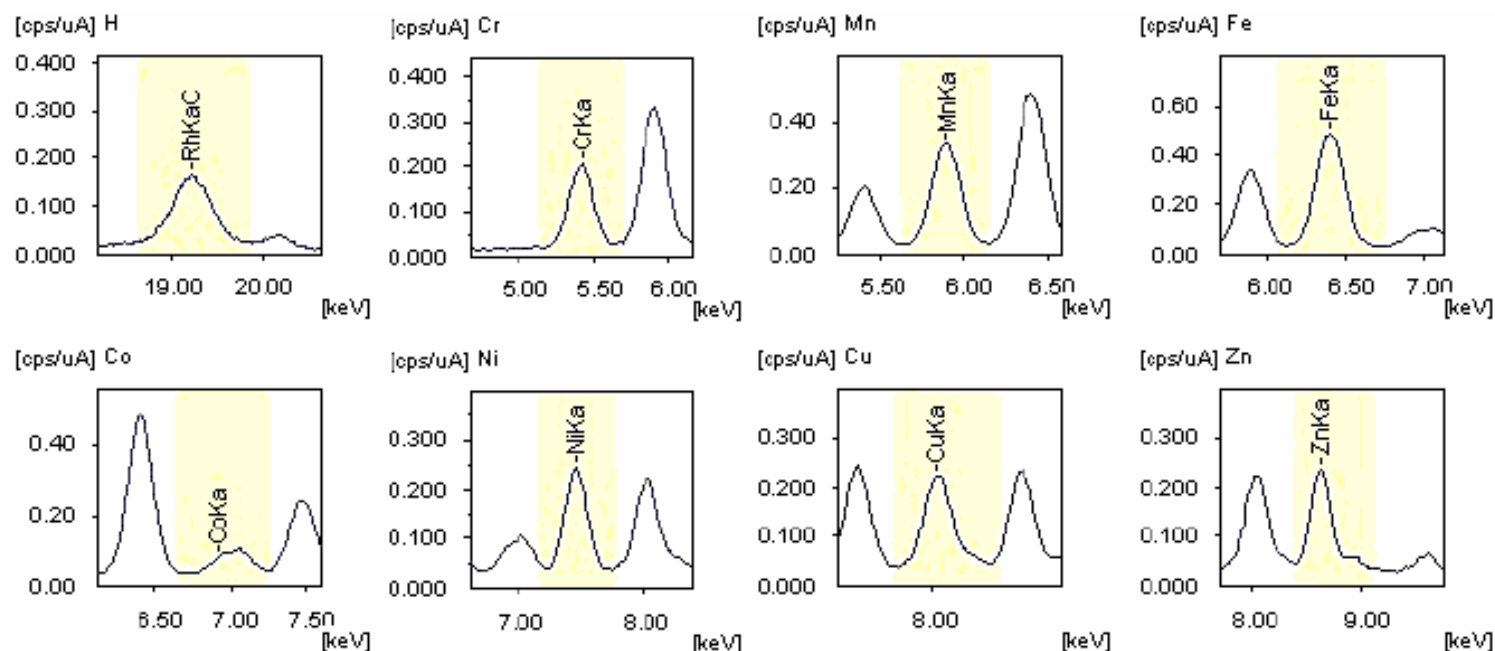 [cps/uA] H
0.400
0.300
0.200
0.100
0.000
RhKaC
19.00 20.00
[keV]
[cps/uA] Cr
0.400
0.300
0.200
0.100
0.000
CrKa
5.00 5.50 6.00
[keV]
[cps/uA] Mn
0.40
0.20
0.00
MnKa
5.50 6.00 6.50
[keV]
[cps/uA] Fe
0.60
0.40
0.20
0.00
FeKa
6.00 6.50 7.00
[keV]
[cps/uA] Co
0.40
0.20
0.00
CoKa
6.50 7.00 7.50
[keV]
[cps/uA] Ni
0.300
0.200
0.100
0.000
NiKa
7.00 8.00
[keV]
[cps/uA] Cu
0.300
0.200
0.100
0.000
CuKa
8.00
[keV]
[cps/uA] Zn
0.300
0.200
0.100
0.000
ZnKa
8.00 9.00
[keV]